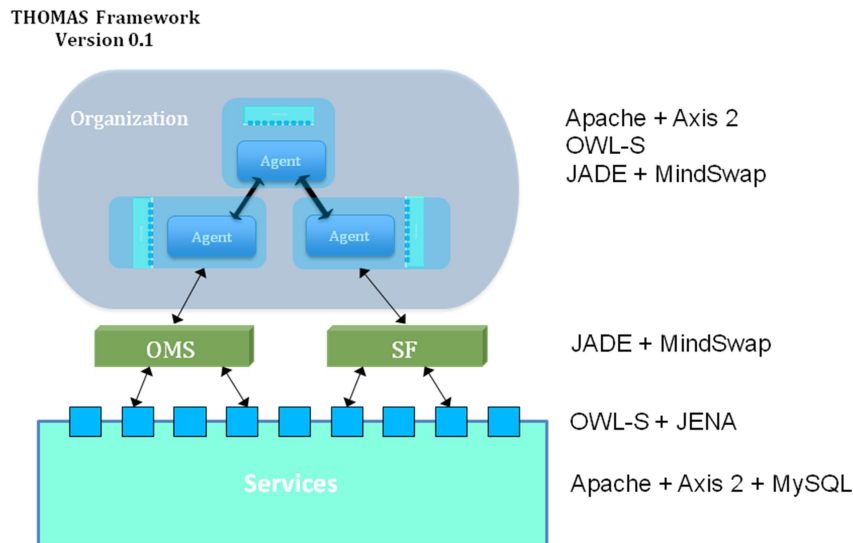 THOMAS Framework
Version 0.1
Organization
Agent
Agent
Agent
Apache + Axis 2
OWL-S
JADE + MindSwap
OMS
SF
JADE + MindSwap
OWL-S + JENA
Services
Apache + Axis 2 + MySQL